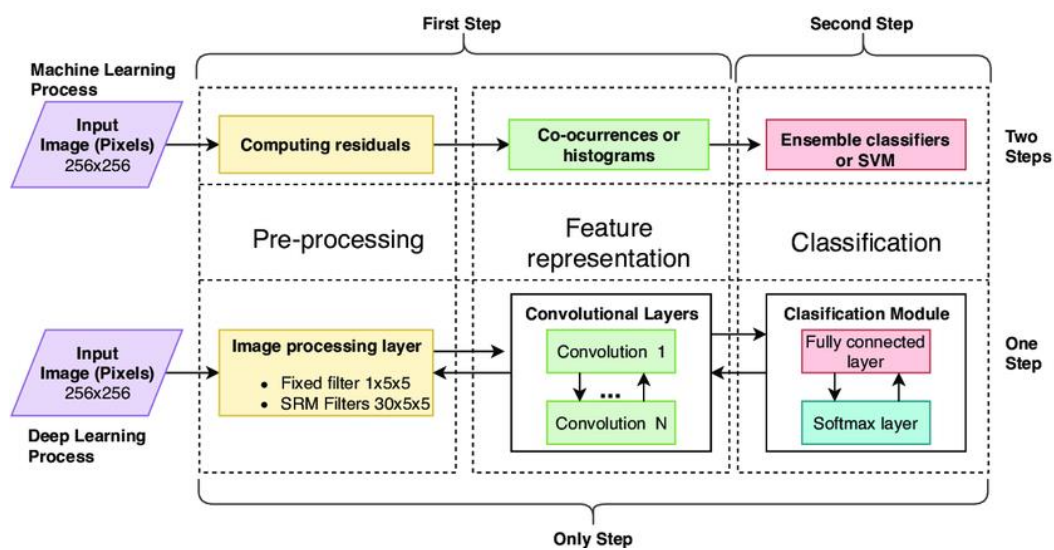 First Step
Second Step
Machine Learning
Process
Input
Image (Pixels)
256x256
Computing residuals
Co-ocurrences or
histograms
Ensemble classifiers
or SVM
Two
Steps
Pre-processing
Feature
representation
Classification
Input
Image (Pixels)
256x256
Deep Learning
Process
Image processing layer
• Fixed filter 1x5x5
• SRM Filters 30x5x5
Convolutional Layers
Convolution 1
...
Convolution N
Clasification Module
Fully connected
layer
Softmax layer
One
Step
Only Step